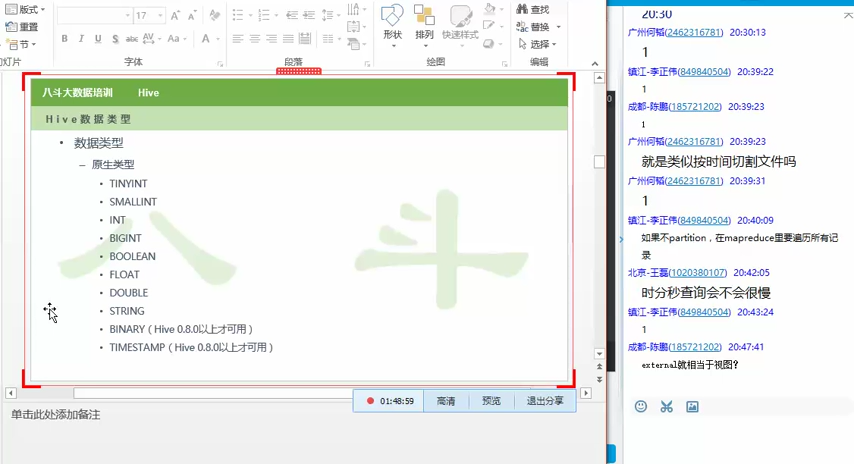 版式
重置
节
灯片
17
B I U S abc AV Aa A
字体
段落
形状
排列
快速样式
绘图
查找
替换
选择
编辑
八斗大数据培训 Hive
Hive数据类型
• 数据类型
– 原生类型
• TINYINT
• SMALLINT
• INT
• BIGINT
• BOOLEAN
• FLOAT
• DOUBLE
• STRING
• BINARY（Hive 0.8.0以上才可用）
• TIMESTAMP（Hive 0.8.0以上才可用）
八斗
01:48:59
高清
预览
退出分享
单击此处添加备注
20:30
广州何韬(2462316781) 20:30:13
1
镇江-李正伟(849840504) 20:39:22
1
成都-陈鹏(185721202) 20:39:23
1
广州何韬(2462316781) 20:39:23
就是类似按时间切割文件吗
广州何韬(2462316781) 20:39:31
1
镇江-李正伟(849840504) 20:40:09
如果不partition，在mapreduce里要遍历所有记
录
北京-王磊(1020380107) 20:42:05
时分秒查询会不会很慢
镇江-李正伟(849840504) 20:43:24
1
成都-陈鹏(185721202) 20:47:41
external就相当于视图?